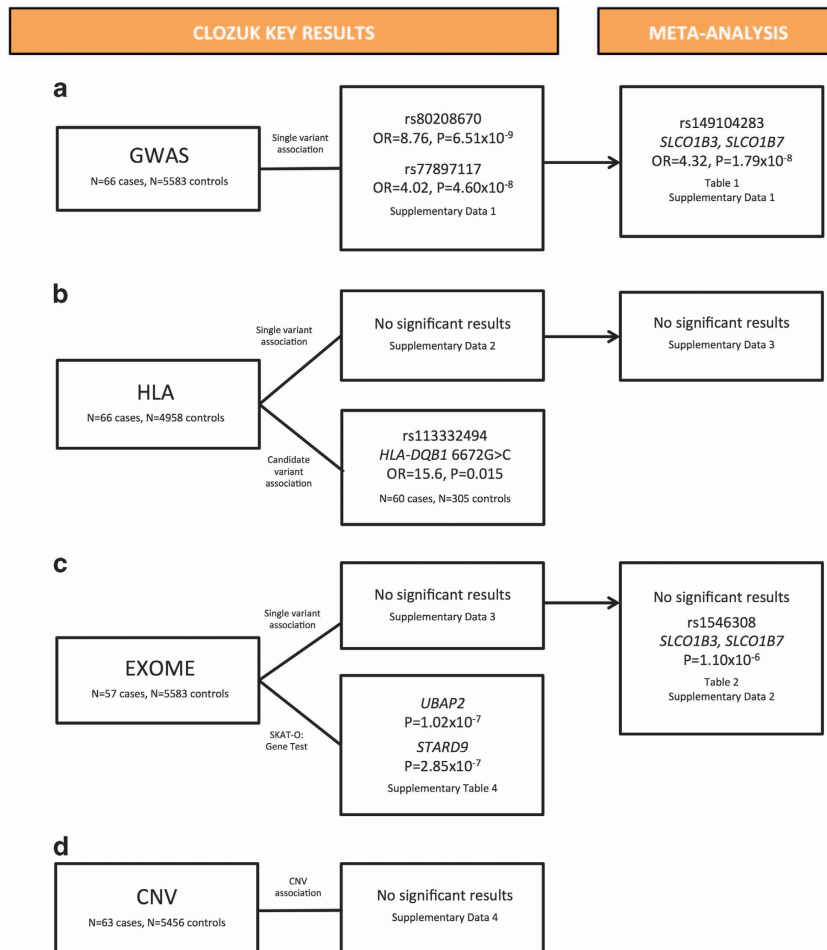 CLOZUK KEY RESULTS
META-ANALYSIS
a
GWAS
N=66 cases, N=5583 controls
Single variant
association
rs80208670
OR=8.76, P=6.51x10-9
rs77897117
OR=4.02, P=4.60x10-8
Supplementary Data 1
rs149104283
SLCO1B3, SLCO1B7
OR=4.32, P=1.79x10-8
Table 1
Supplementary Data 1
b
HLA
N=66 cases, N=4958 controls
Single variant
association
No significant results
Supplementary Data 2
No significant results
Supplementary Data 3
Candidate
variant
association
rs113332494
HLA-DQB1 6672G>C
OR=15.6, P=0.015
N=60 cases, N=305 controls
c
EXOME
N=57 cases, N=5583 controls
Single variant
association
No significant results
Supplementary Data 3
No significant results
rs1546308
SLCO1B3, SLCO1B7
P=1.10x10-6
Table 2
Supplementary Data 2
SKAT-O:
Gene Test
UBAP2
P=1.02x10-7
STARD9
P=2.85x10-7
Supplementary Table 4
d
CNV
N=63 cases, N=5456 controls
CNV
association
No significant results
Supplementary Data 4